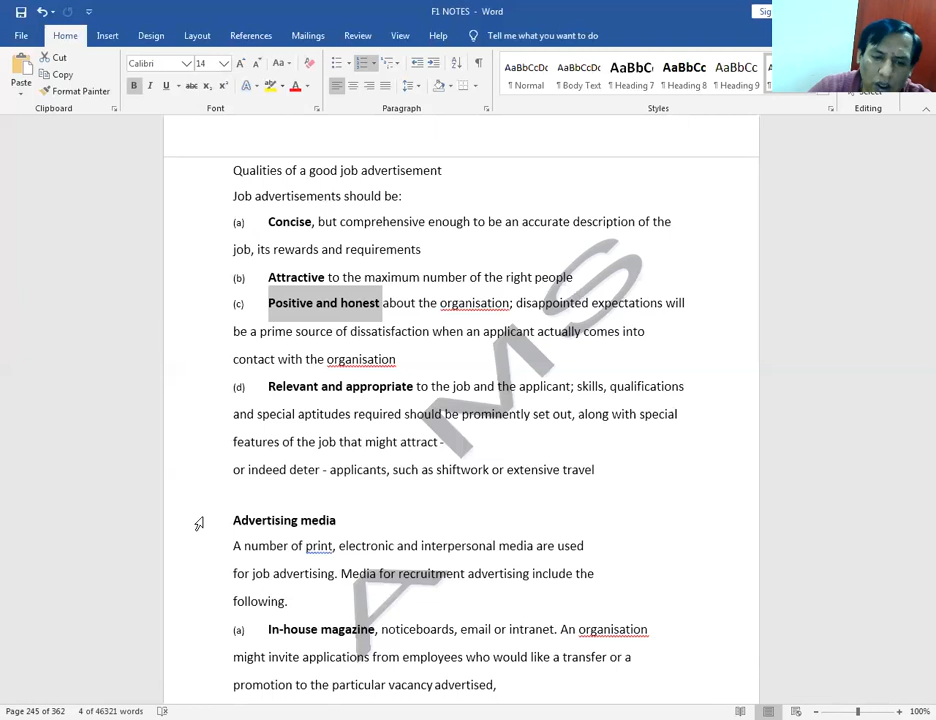 F1 NOTES - Word
Sig
File Home Insert Design Layout References Mailings Review View Help Tell me what you want to do
Paste Cut Copy Format Painter
Calibri 14
B I U abc x₂ x² A A
AaBbCcDc AaBbCcDc AaBbC AaBbCc AaBbCc
¶ Normal ¶ Body Text ¶ Heading 7 ¶ Heading 8 ¶ Heading 9
Clipboard Font Paragraph Styles Editing
Qualities of a good job advertisement
Job advertisements should be:
(a) Concise, but comprehensive enough to be an accurate description of the
job, its rewards and requirements
(b) Attractive to the maximum number of the right people
(c) Positive and honest about the organisation; disappointed expectations will
be a prime source of dissatisfaction when an applicant actually comes into
contact with the organisation
(d) Relevant and appropriate to the job and the applicant; skills, qualifications
and special aptitudes required should be prominently set out, along with special
features of the job that might attract -
or indeed deter - applicants, such as shiftwork or extensive travel
Advertising media
A number of print, electronic and interpersonal media are used
for job advertising. Media for recruitment advertising include the
following.
(a) In-house magazine, noticeboards, email or intranet. An organisation
might invite applications from employees who would like a transfer or a
promotion to the particular vacancy advertised,
A MS
Page 245 of 362 4 of 46321 words 100%